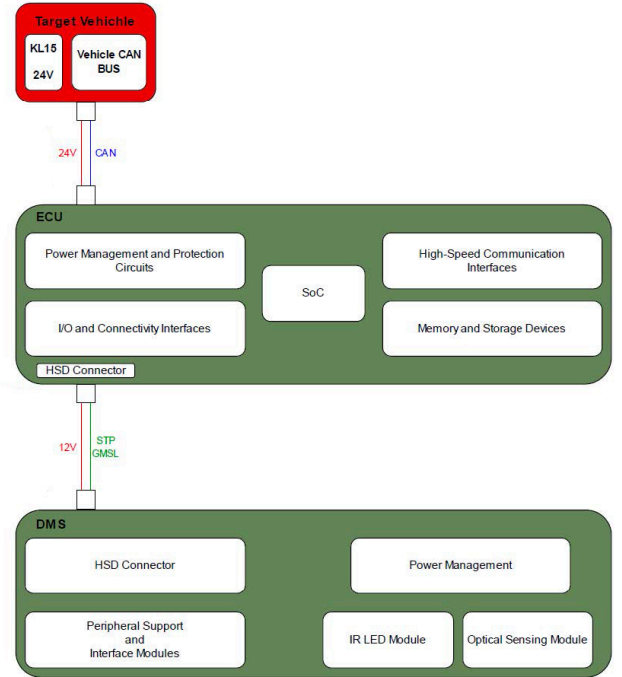 Target Vehichle
KL15
24V
Vehicle CAN
BUS
24V
CAN
ECU
Power Management and Protection
Circuits
High-Speed Communication
Interfaces
SoC
I/O and Connectivity Interfaces
Memory and Storage Devices
HSD Connector
12V
STP
GMSL
DMS
HSD Connector
Power Management
Peripheral Support
and
Interface Modules
IR LED Module
Optical Sensing Module